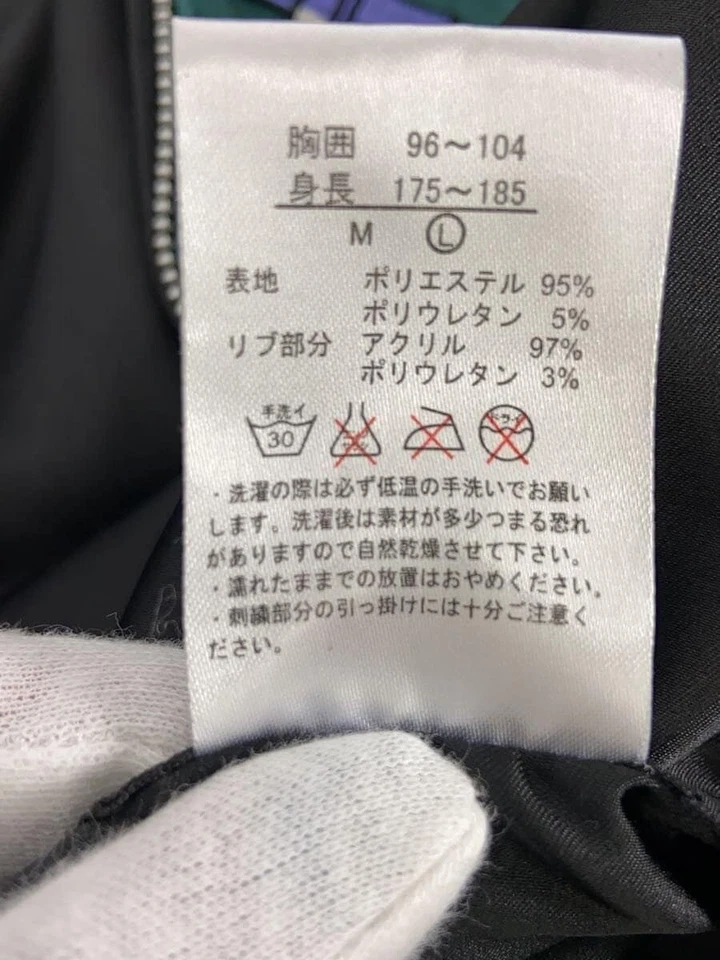 胸囲 96～104
身長 175～185
M Ⓛ
表地 ポリエステル 95%
ポリウレタン 5%
リブ部分 アクリル 97%
ポリウレタン 3%
手洗イ
30
ドライ
・洗濯の際は必ず低温の手洗いでお願い
します。洗濯後は素材が多少つまる恐れ
がありますので自然乾燥させて下さい。
・濡れたままでの放置はおやめください。
・刺繍部分の引っ掛けには十分ご注意く
ださい。